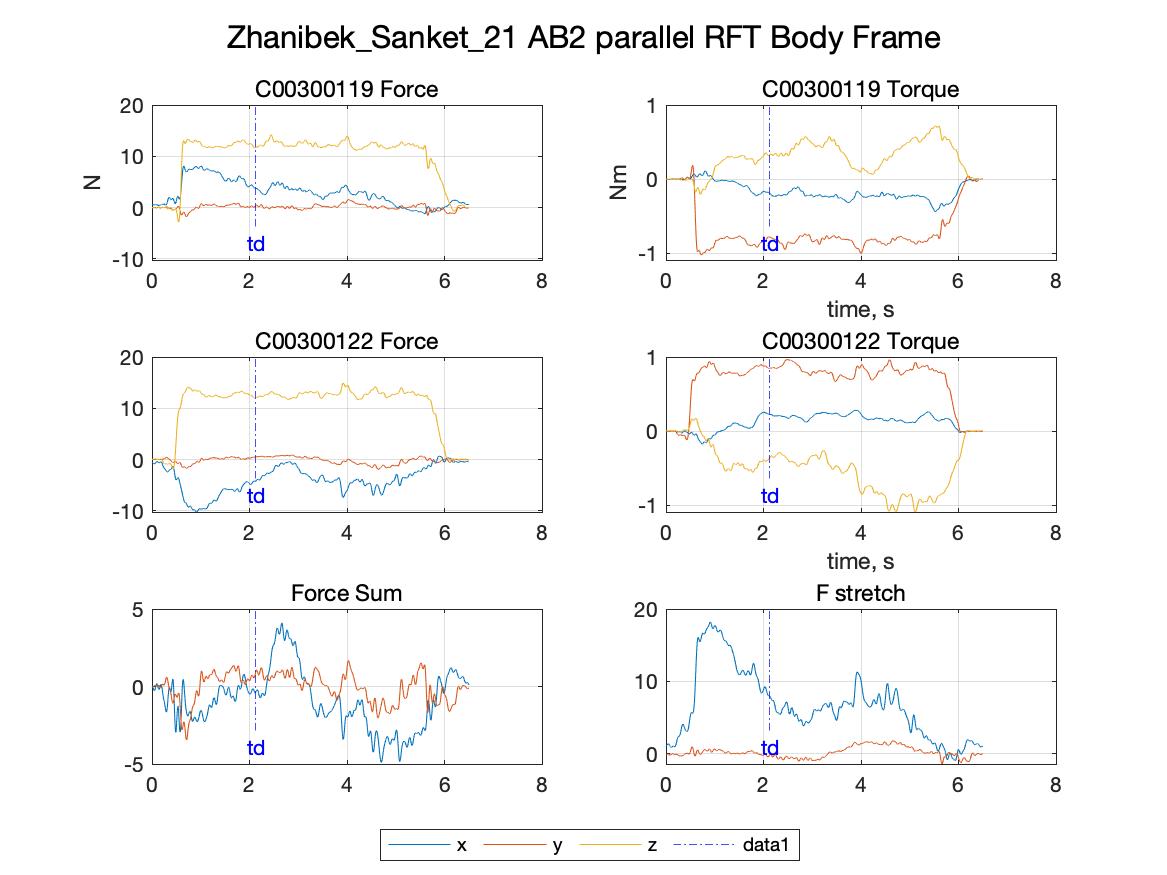 Zhanibek_Sanket_21 AB2 parallel RFT Body Frame
C00300119 Force
20
10
0
-10
N
td
0 2 4 6 8
C00300119 Torque
1
0
-1
Nm
td
0 2 4 6 8
time, s
C00300122 Force
20
10
0
-10
td
0 2 4 6 8
C00300122 Torque
1
0
-1
td
0 2 4 6 8
time, s
Force Sum
5
0
-5
td
0 2 4 6 8
F stretch
20
10
0
td
0 2 4 6 8
x y z data1